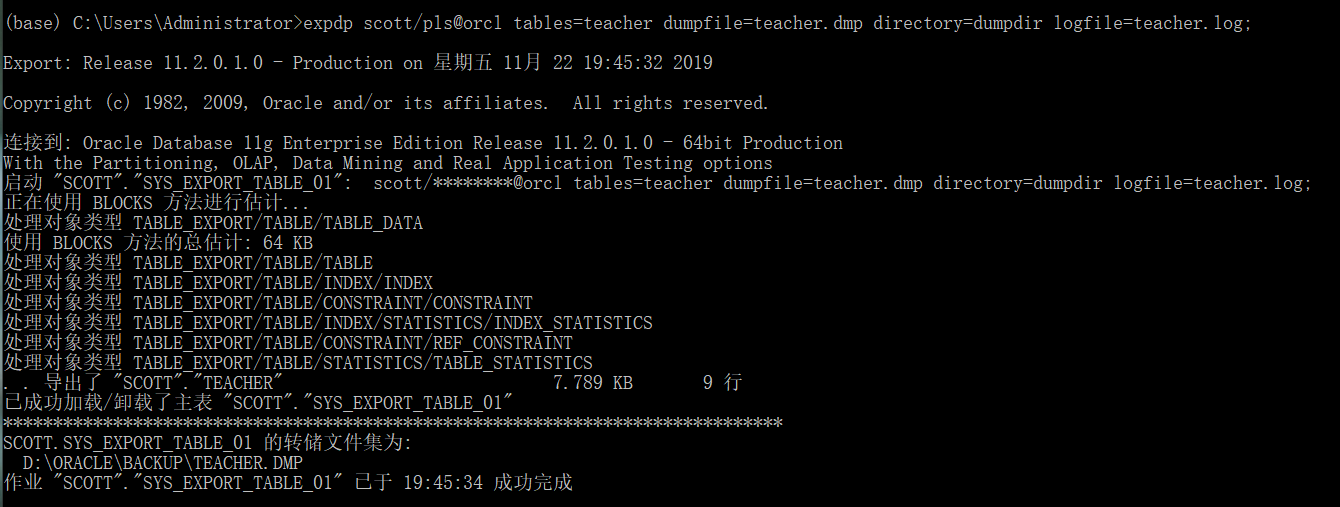 (base) C:\Users\Administrator>expdp scott/pls@orcl tables=teacher dumpfile=teacher.dmp directory=dumpdir logfile=teacher.log;
Export: Release 11.2.0.1.0 - Production on 星期五 11月 22 19:45:32 2019
Copyright (c) 1982, 2009, Oracle and/or its affiliates.  All rights reserved.
连接到: Oracle Database 11g Enterprise Edition Release 11.2.0.1.0 - 64bit Production
With the Partitioning, OLAP, Data Mining and Real Application Testing options
启动 "SCOTT"."SYS_EXPORT_TABLE_01":  scott/********@orcl tables=teacher dumpfile=teacher.dmp directory=dumpdir logfile=teacher.log;
正在使用 BLOCKS 方法进行估计...
处理对象类型 TABLE_EXPORT/TABLE/TABLE_DATA
使用 BLOCKS 方法的总估计: 64 KB
处理对象类型 TABLE_EXPORT/TABLE/TABLE
处理对象类型 TABLE_EXPORT/TABLE/INDEX/INDEX
处理对象类型 TABLE_EXPORT/TABLE/CONSTRAINT/CONSTRAINT
处理对象类型 TABLE_EXPORT/TABLE/INDEX/STATISTICS/INDEX_STATISTICS
处理对象类型 TABLE_EXPORT/TABLE/CONSTRAINT/REF_CONSTRAINT
处理对象类型 TABLE_EXPORT/TABLE/STATISTICS/TABLE_STATISTICS
. . 导出了 "SCOTT"."TEACHER"                           7.789 KB       9 行
已成功加载/卸载了主表 "SCOTT"."SYS_EXPORT_TABLE_01"
******************************************************************************
SCOTT.SYS_EXPORT_TABLE_01 的转储文件集为:
  D:\ORACLE\BACKUP\TEACHER.DMP
作业 "SCOTT"."SYS_EXPORT_TABLE_01" 已于 19:45:34 成功完成